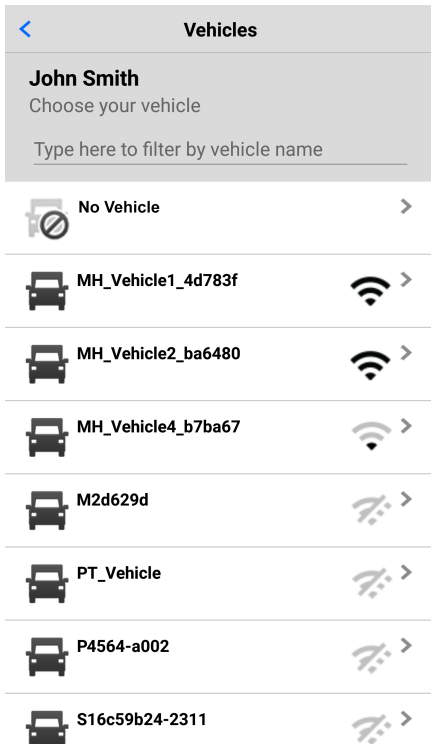 Vehicles
John Smith
Choose your vehicle
Type here to filter by vehicle name
No Vehicle
MH_Vehicle1_4d783f
MH_Vehicle2_ba6480
MH_Vehicle4_b7ba67
M2d629d
PT_Vehicle
P4564-a002
S16c59b24-2311